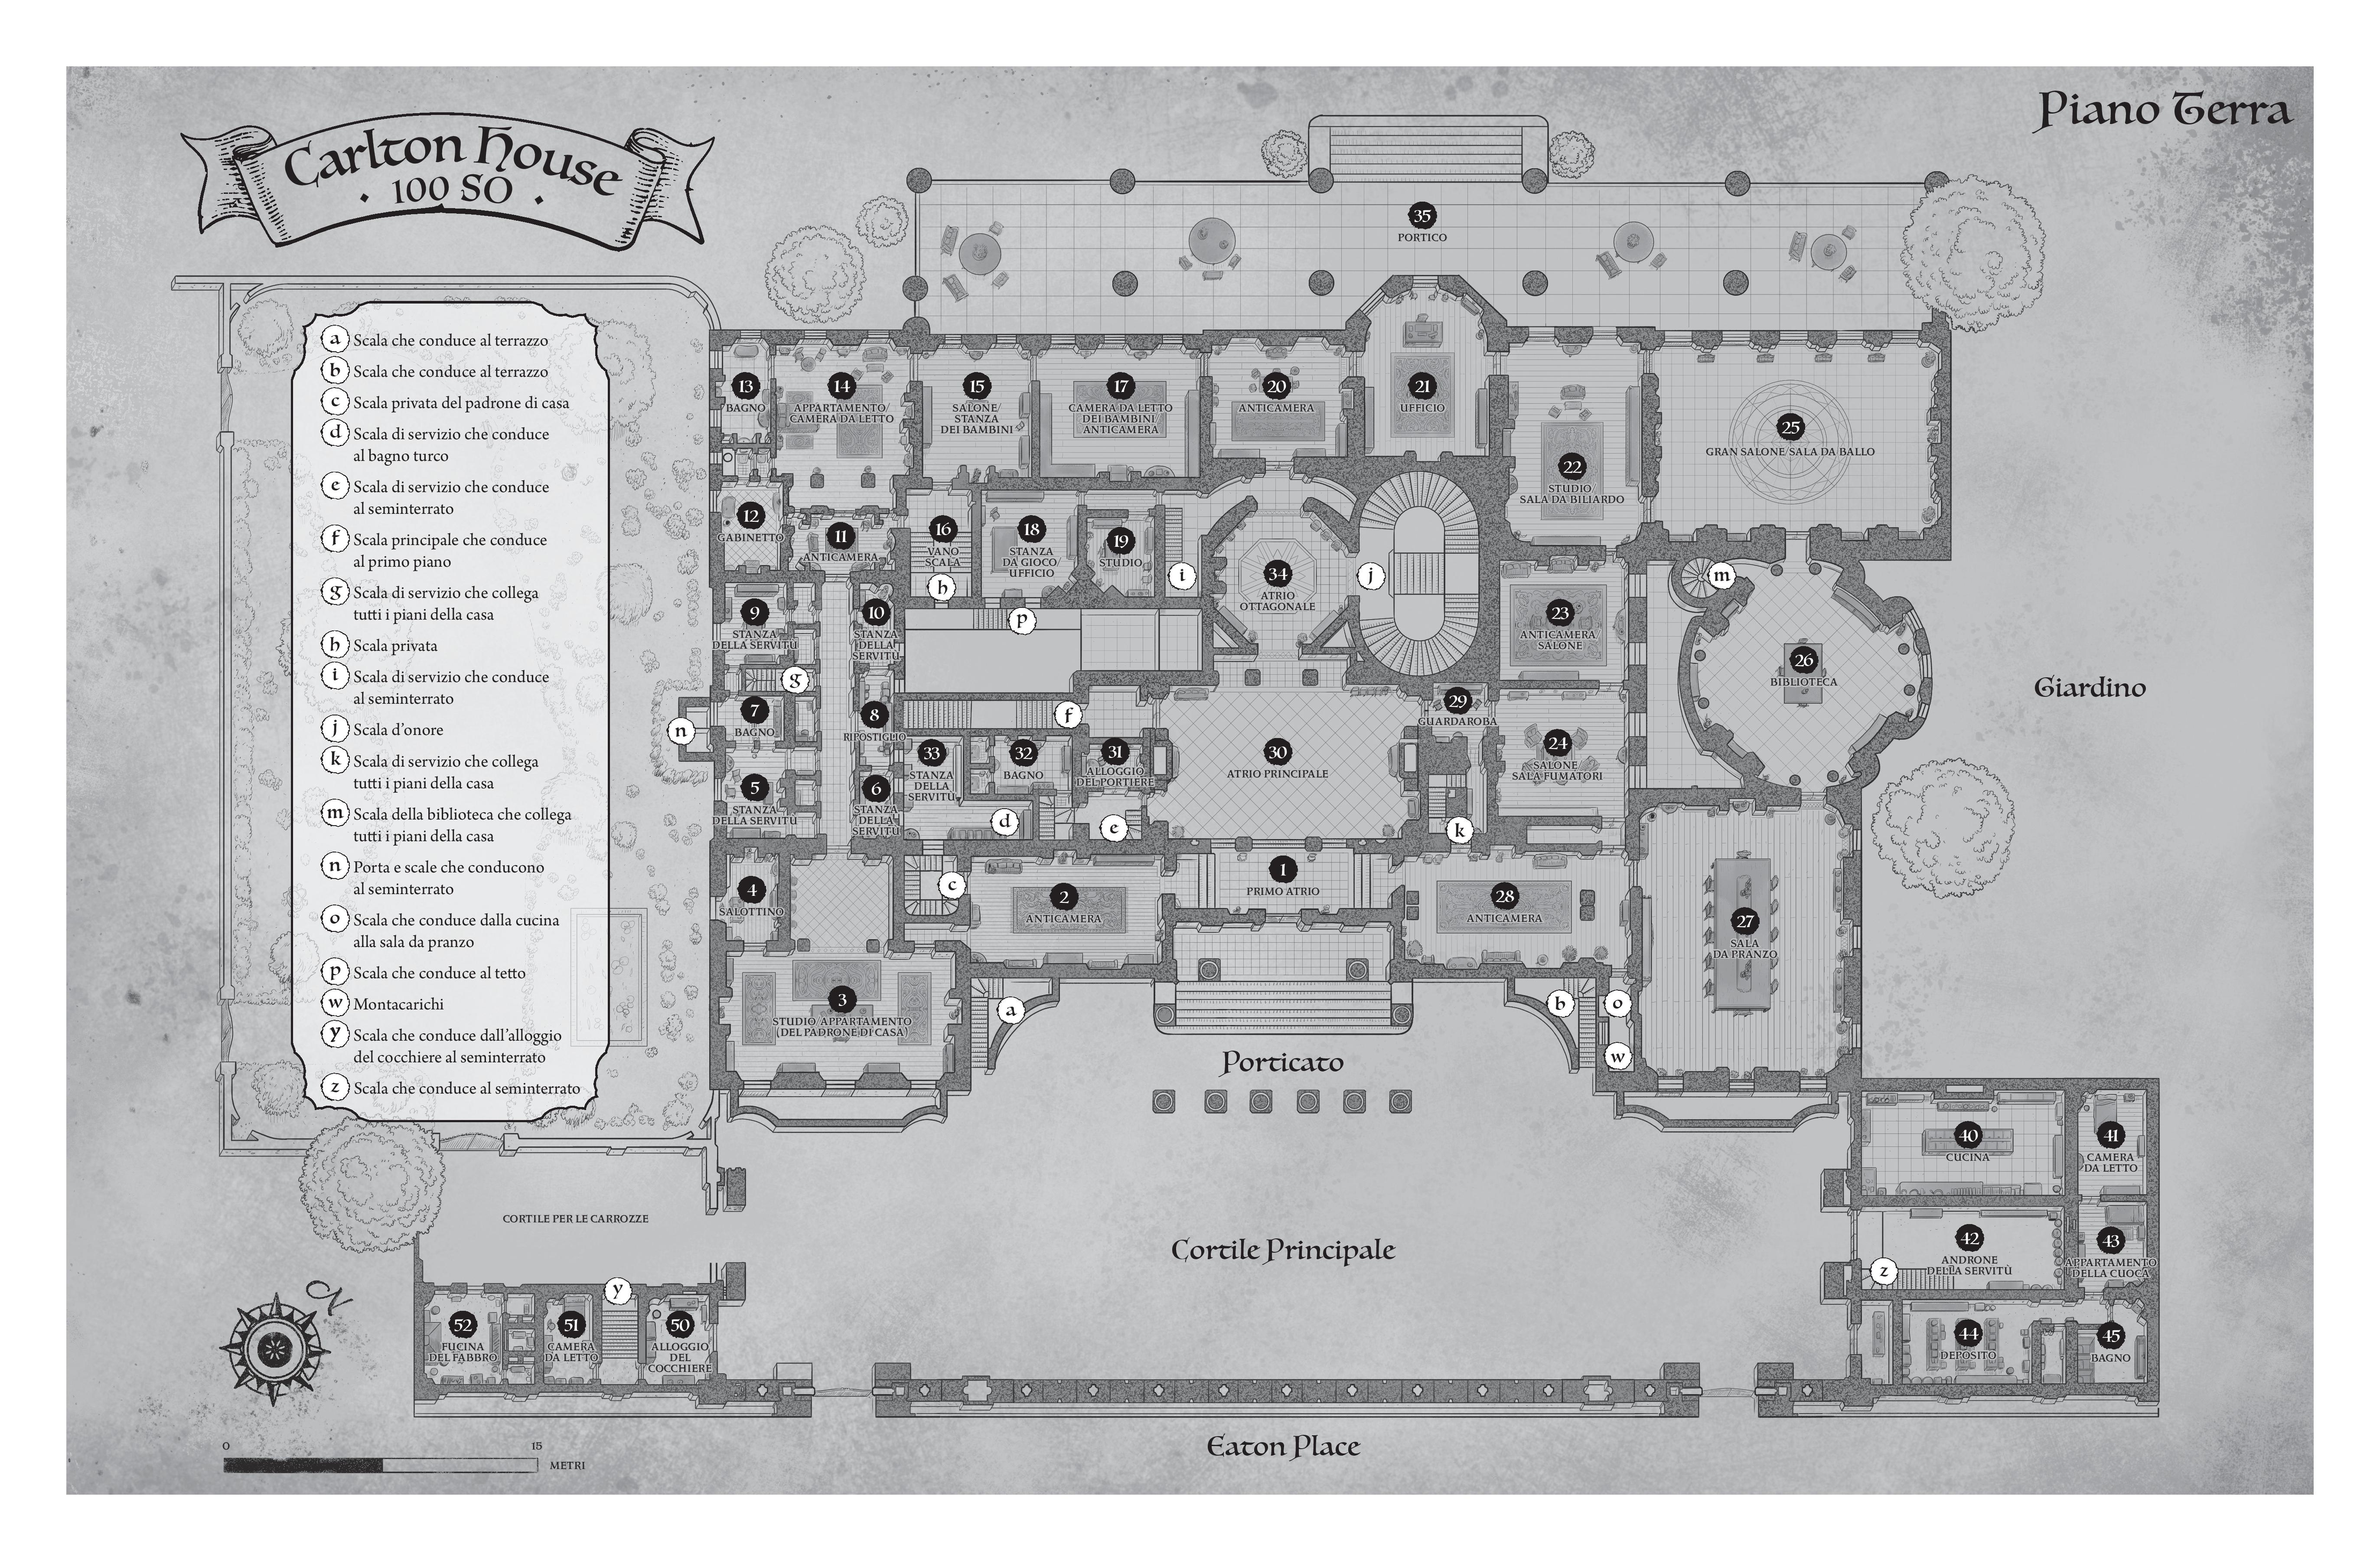 Piano Terra
Carlton House
100 SO
a Scala che conduce al terrazzo
b Scala che conduce al terrazzo
c Scala privata del padrone di casa
d Scala di servizio che conduce
al bagno turco
e Scala di servizio che conduce
al seminterrato
f Scala principale che conduce
al primo piano
g Scala di servizio che collega
tutti i piani della casa
h Scala privata
i Scala di servizio che conduce
al seminterrato
j Scala d'onore
k Scala di servizio che collega
tutti i piani della casa
m Scala della biblioteca che collega
tutti i piani della casa
n Porta e scale che conducono
al seminterrato
o Scala che conduce dalla cucina
alla sala da pranzo
p Scala che conduce al tetto
w Montacarichi
y Scala che conduce dall'alloggio
del cocchiere al seminterrato
z Scala che conduce al seminterrato
35
PORTICO
13
BAGNO
14
APPARTAMENTO/
CAMERA DA LETTO
15
SALONE/
STANZA
DEI BAMBINI
17
CAMERA DA LETTO
DEI BAMBINI/
ANTICAMERA
20
ANTICAMERA
21
UFFICIO
22
STUDIO/
SALA DA BILIARDO
25
GRAN SALONE/SALA DA BALLO
12
GABINETTO
11
ANTICAMERA
16
VANO
SCALA
h
18
STANZA
DA GIOCO/
UFFICIO
19
STUDIO
i
34
ATRIO
OTTAGONALE
j
23
ANTICAMERA/
SALONE
m
26
BIBLIOTECA
Giardino
9
STANZA
DELLA SERVITÙ
10
STANZA
DELLA
SERVITÙ
p
g
7
BAGNO
n
8
RIPOSTIGLIO
f
29
GUARDAROBA
30
ATRIO PRINCIPALE
24
SALONE
SALA FUMATORI
5
STANZA
DELLA SERVITÙ
6
STANZA
DELLA
SERVITÙ
33
STANZA
DELLA
SERVITÙ
32
BAGNO
31
ALLOGGIO
DEL PORTIERE
d
e
k
4
SALOTTINO
c
2
ANTICAMERA
1
PRIMO ATRIO
28
ANTICAMERA
27
SALA
DA PRANZO
3
STUDIO/APPARTAMENTO
(DEL PADRONE DI CASA)
a
b
o
w
Porticato
40
CUCINA
41
CAMERA
DA LETTO
CORTILE PER LE CARROZZE
Cortile Principale
42
ANDRONE
DELLA SERVITÙ
43
APPARTAMENTO
DELLA CUOCA
z
y
52
FUCINA
DEL FABBRO
51
CAMERA
DA LETTO
50
ALLOGGIO
DEL
COCCHIERE
44
DEPOSITO
45
BAGNO
N
Eaton Place
0 15
METRI